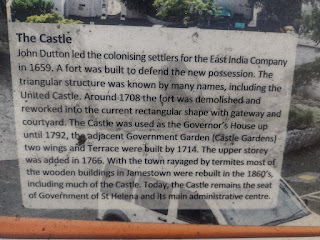 The Castle
John Dutton led the colonising settlers for the East India Company
in 1659. A fort was built to defend the new possession. The
triangular structure was known by many names, including the
United Castle. Around 1708 the fort was demolished and
reworked into the current rectangular shape with gateway and
courtyard. The Castle was used as the Governor's House up
until 1792, the adjacent Government Garden (Castle Gardens)
two wings and Terrace were built by 1714. The upper storey
was added in 1766. With the town rayaged by termites most of
the wooden buildings in Jamestown were rebuilt in the 1860's,
including much of the Castle. Today, the Castle remains the seat
of Government of St Helena and its main administrative centre.